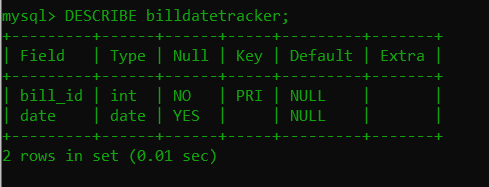 mysql> DESCRIBE billdatetracker;
+---------+------+------+-----+---------+-------+
| Field   | Type | Null | Key | Default | Extra |
+---------+------+------+-----+---------+-------+
| bill_id | int  | NO   | PRI | NULL    |       |
| date    | date | YES  |     | NULL    |       |
+---------+------+------+-----+---------+-------+
2 rows in set (0.01 sec)